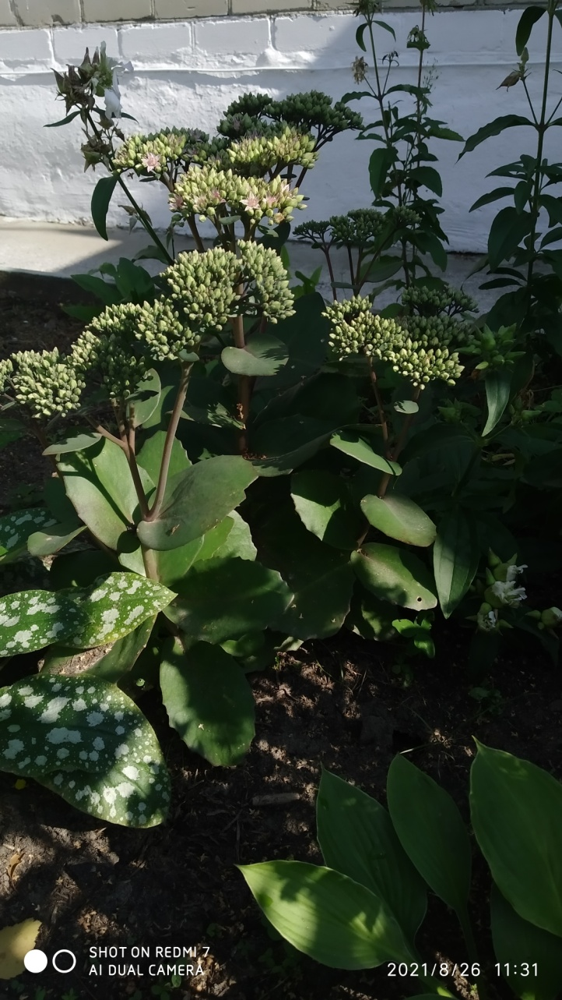 SHOT ON REDMI 7
AI DUAL CAMERA
2021/8/26 11:31